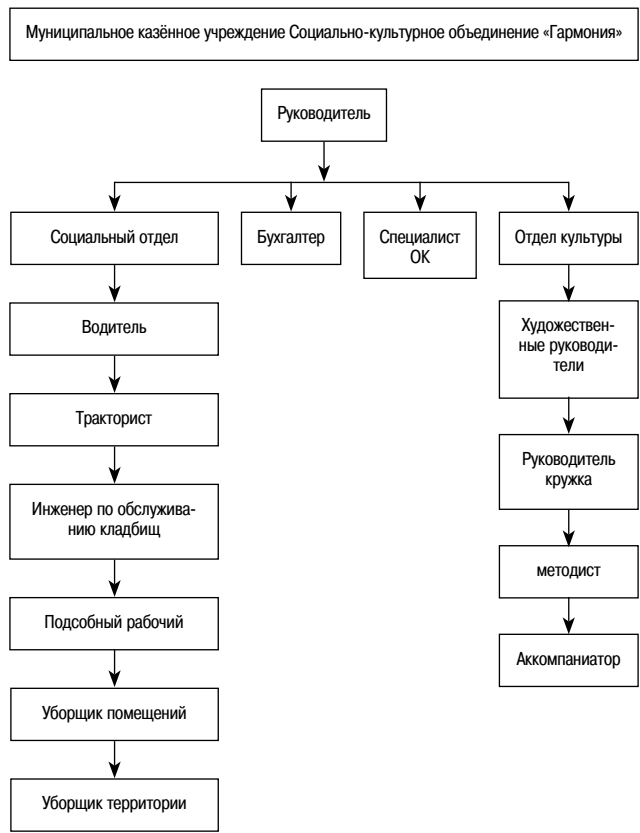 Муниципальное казённое учреждение Социально-культурное объединение «Гармония»
Руководитель
Социальный отдел
Бухгалтер
Специалист
ОК
Отдел культуры
Водитель
Художествен-
ные руководи-
тели
Тракторист
Руководитель
кружка
Инженер по обслужива-
нию кладбищ
методист
Подсобный рабочий
Аккомпаниатор
Уборщик помещений
Уборщик территории